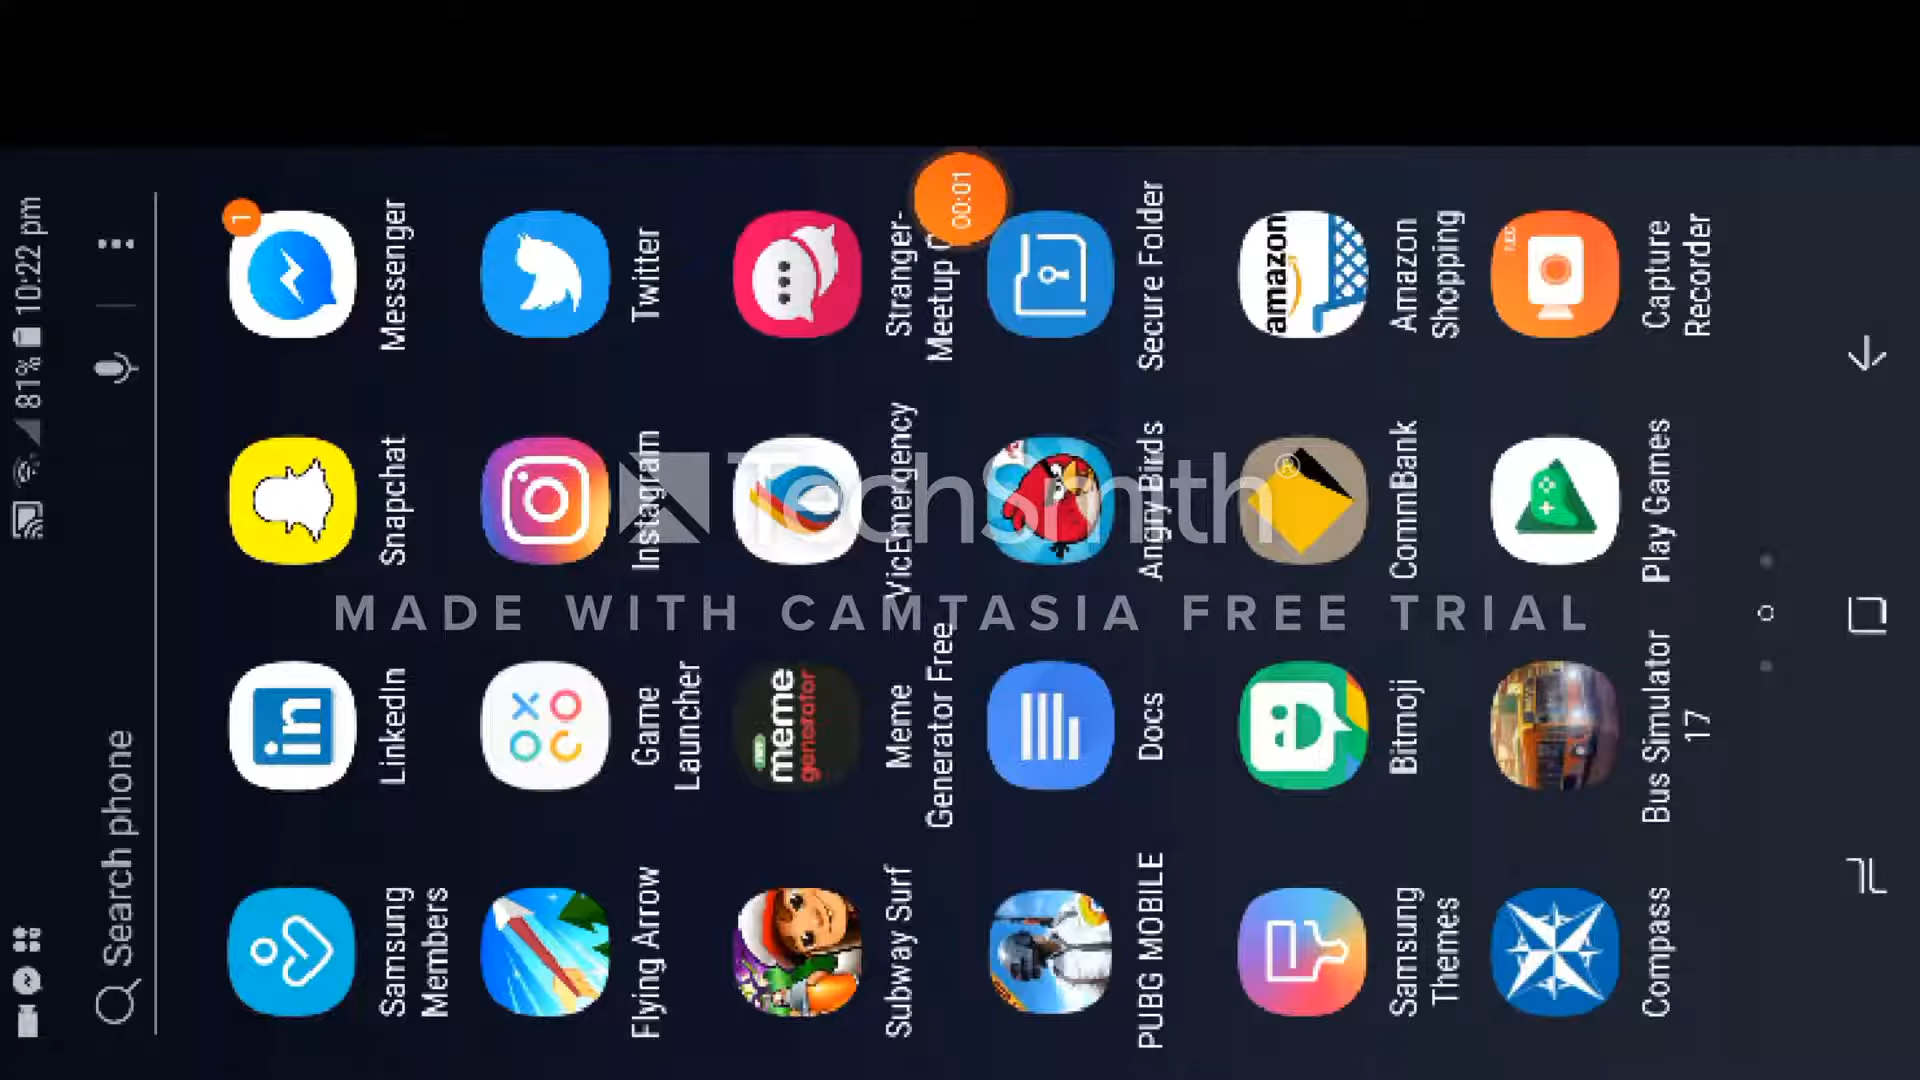 10:22 pm
81%
Search phone
Samsung
Members
LinkedIn
Snapchat
1
Messenger
Flying Arrow
Game
Launcher
Instagram
Twitter
Subway Surf
meme
generator
Meme
Generator Free
VicEmergency
Stranger-
Meetup C
00:01
PUBG MOBILE
Docs
Angry Birds
Secure Folder
Samsung
Themes
Bitmoji
CommBank
amazon
Amazon
Shopping
Compass
Bus Simulator
17
Play Games
REC
Capture
Recorder
TechSmith
MADE WITH CAMTASIA FREE TRIAL